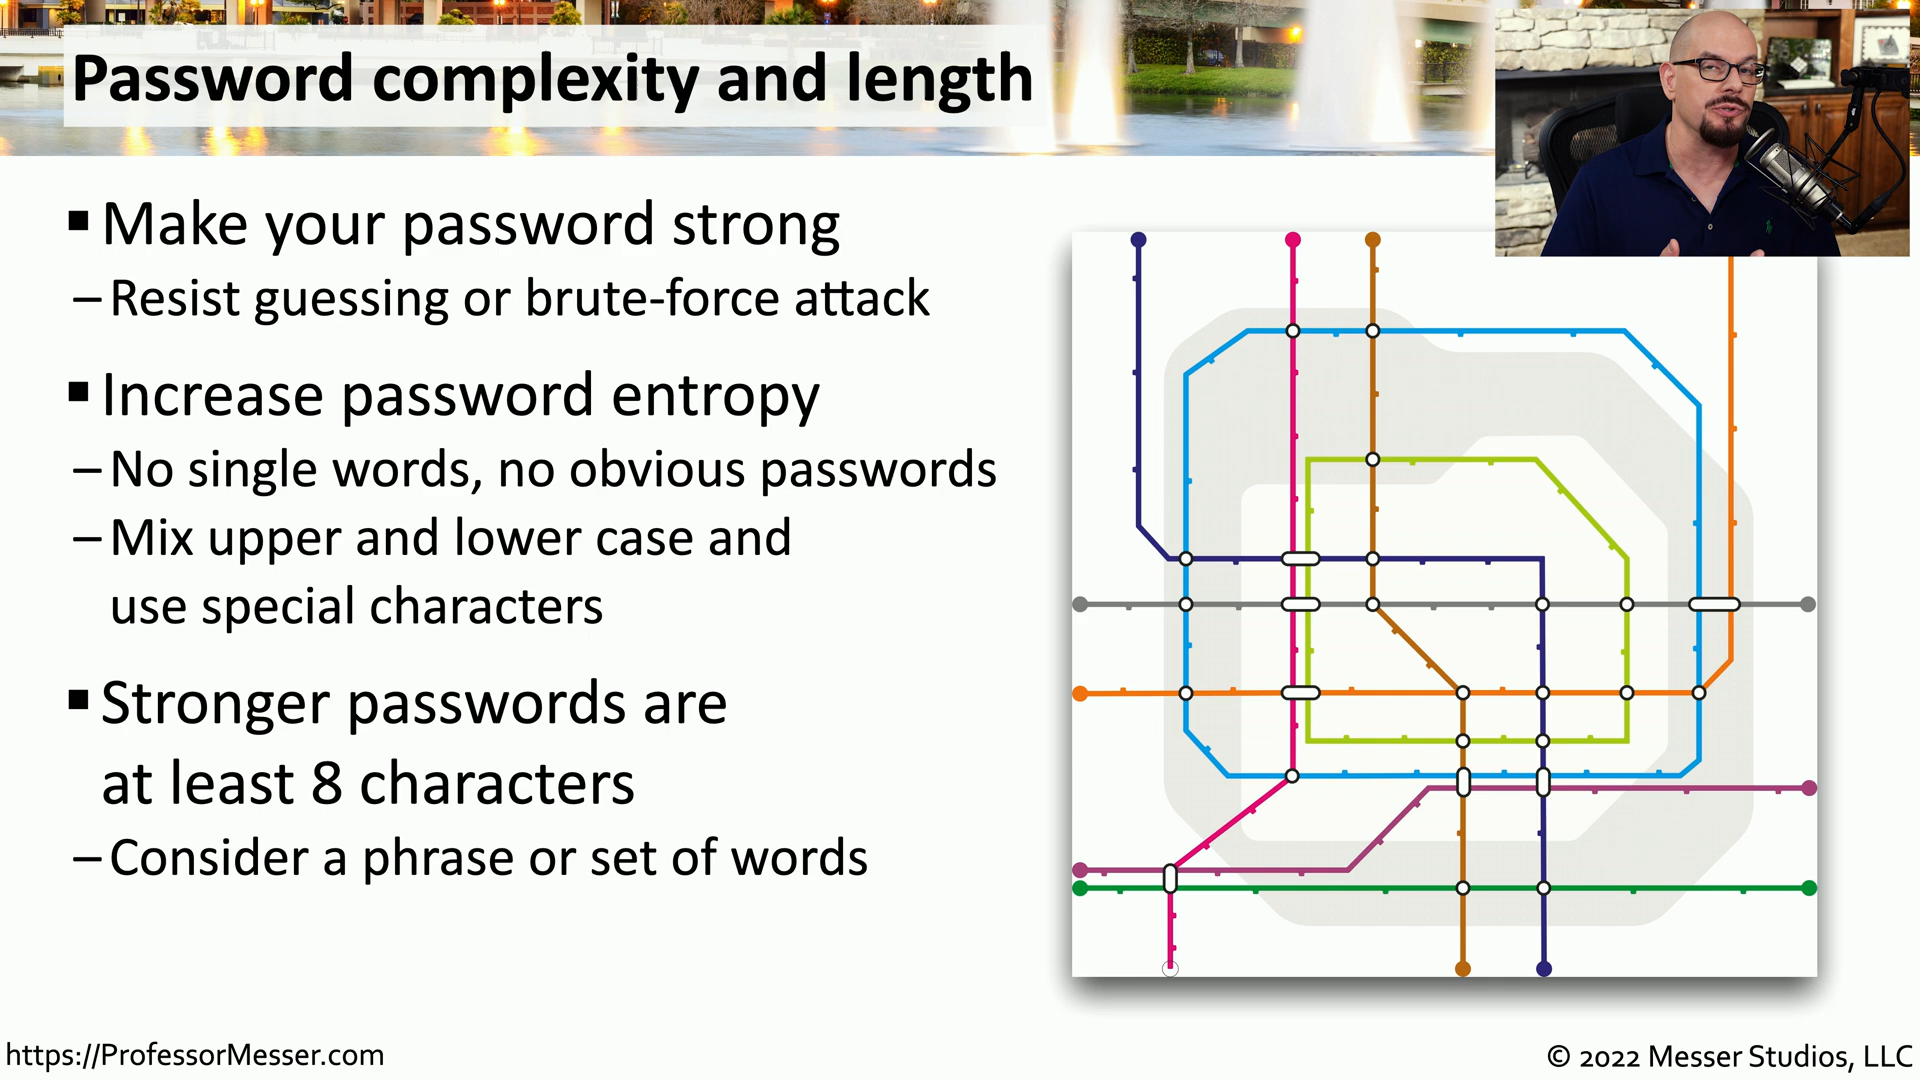 Password complexity and length
▪ Make your password strong
– Resist guessing or brute-force attack
▪ Increase password entropy
– No single words, no obvious passwords
– Mix upper and lower case and
use special characters
▪ Stronger passwords are
at least 8 characters
– Consider a phrase or set of words
https://ProfessorMesser.com
© 2022 Messer Studios, LLC